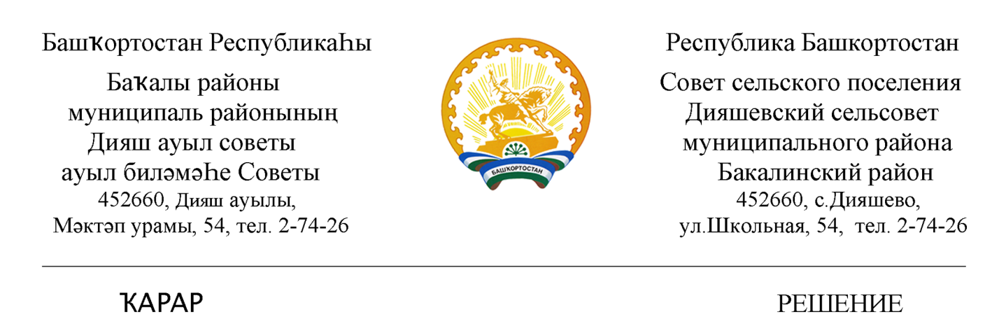 Башҡортостан Республикаһы
Баҡалы районы
муниципаль районының
Дияш ауыл советы
ауыл биләмәһе Советы
452660, Дияш ауылы,
Мәктәп урамы, 54, тел. 2-74-26
БАШҠОРТОСТАН
Республика Башкортостан
Совет сельского поселения
Дияшевский сельсовет
муниципального района
Бакалинский район
452660, с.Дияшево,
ул.Школьная, 54, тел. 2-74-26
ҠАРАР
РЕШЕНИЕ